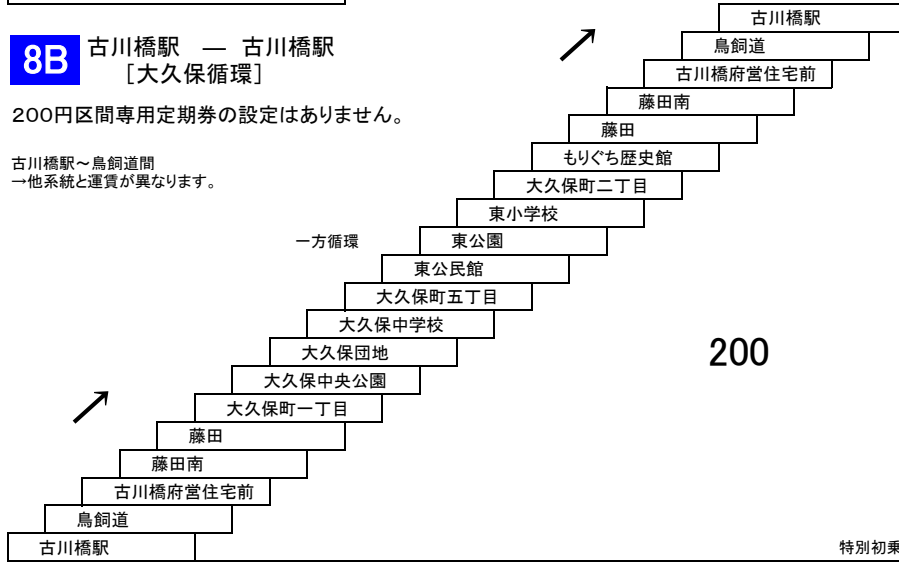 8B
古川橋駅 ― 古川橋駅
［大久保循環］
200円区間専用定期券の設定はありません。
古川橋駅～鳥飼道間
→他系統と運賃が異なります。
↗
古川橋駅
鳥飼道
古川橋府営住宅前
藤田南
藤田
もりぐち歴史館
大久保町二丁目
東小学校
一方循環
東公園
東公民館
大久保町五丁目
大久保中学校
大久保団地
200
大久保中央公園
↗
大久保町一丁目
藤田
藤田南
古川橋府営住宅前
鳥飼道
古川橋駅
特別初乗